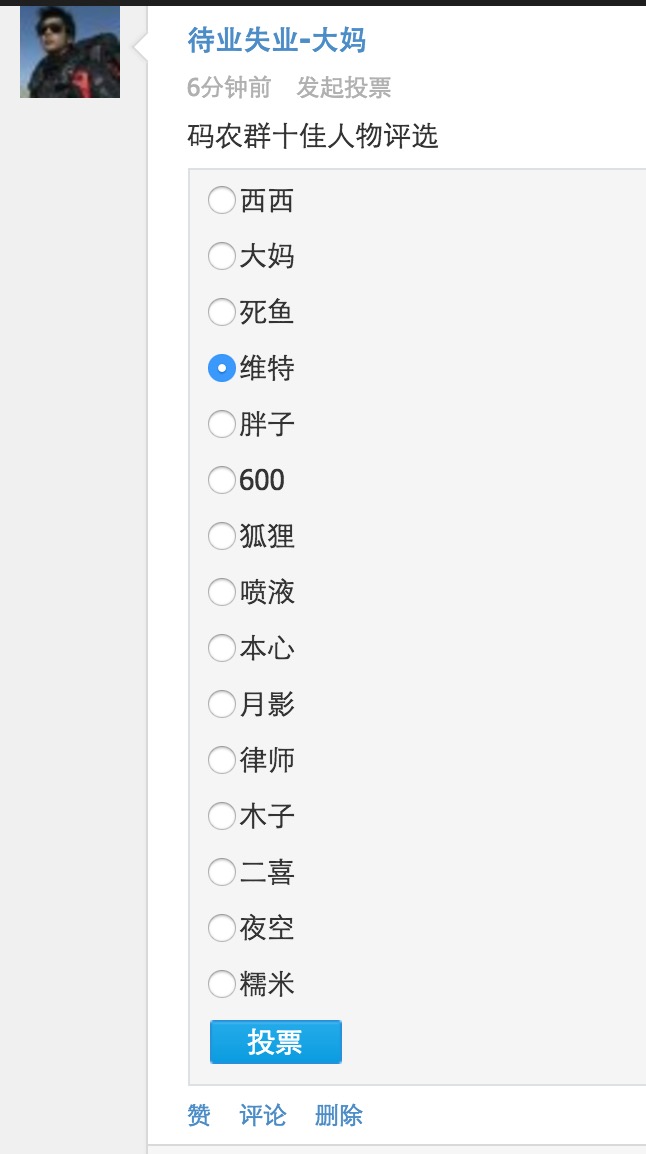 待业失业-大妈
6分钟前 发起投票
码农群十佳人物评选
西西
大妈
死鱼
维特
胖子
600
狐狸
喷液
本心
月影
律师
木子
二喜
夜空
糯米
投票
赞 评论 删除